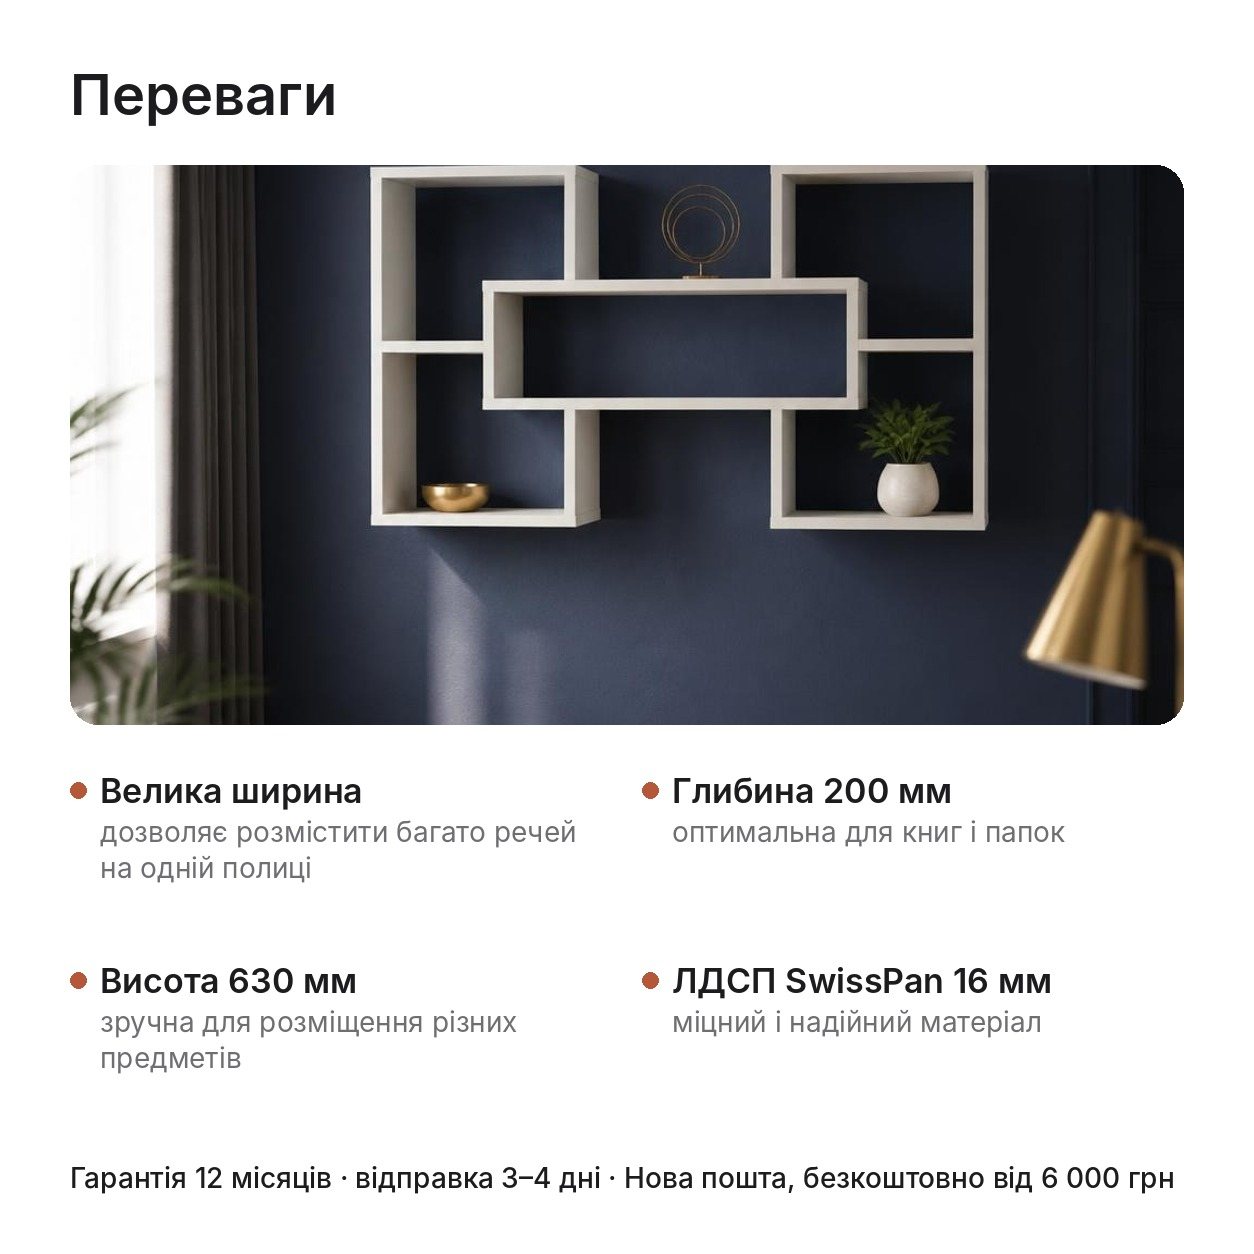 Переваги
Велика ширина
дозволяє розмістити багато речей
на одній полиці
Глибина 200 мм
оптимальна для книг і папок
Висота 630 мм
зручна для розміщення різних
предметів
ЛДСП SwissPan 16 мм
міцний і надійний матеріал
Гарантія 12 місяців · відправка 3–4 дні · Нова пошта, безкоштовно від 6 000 грн